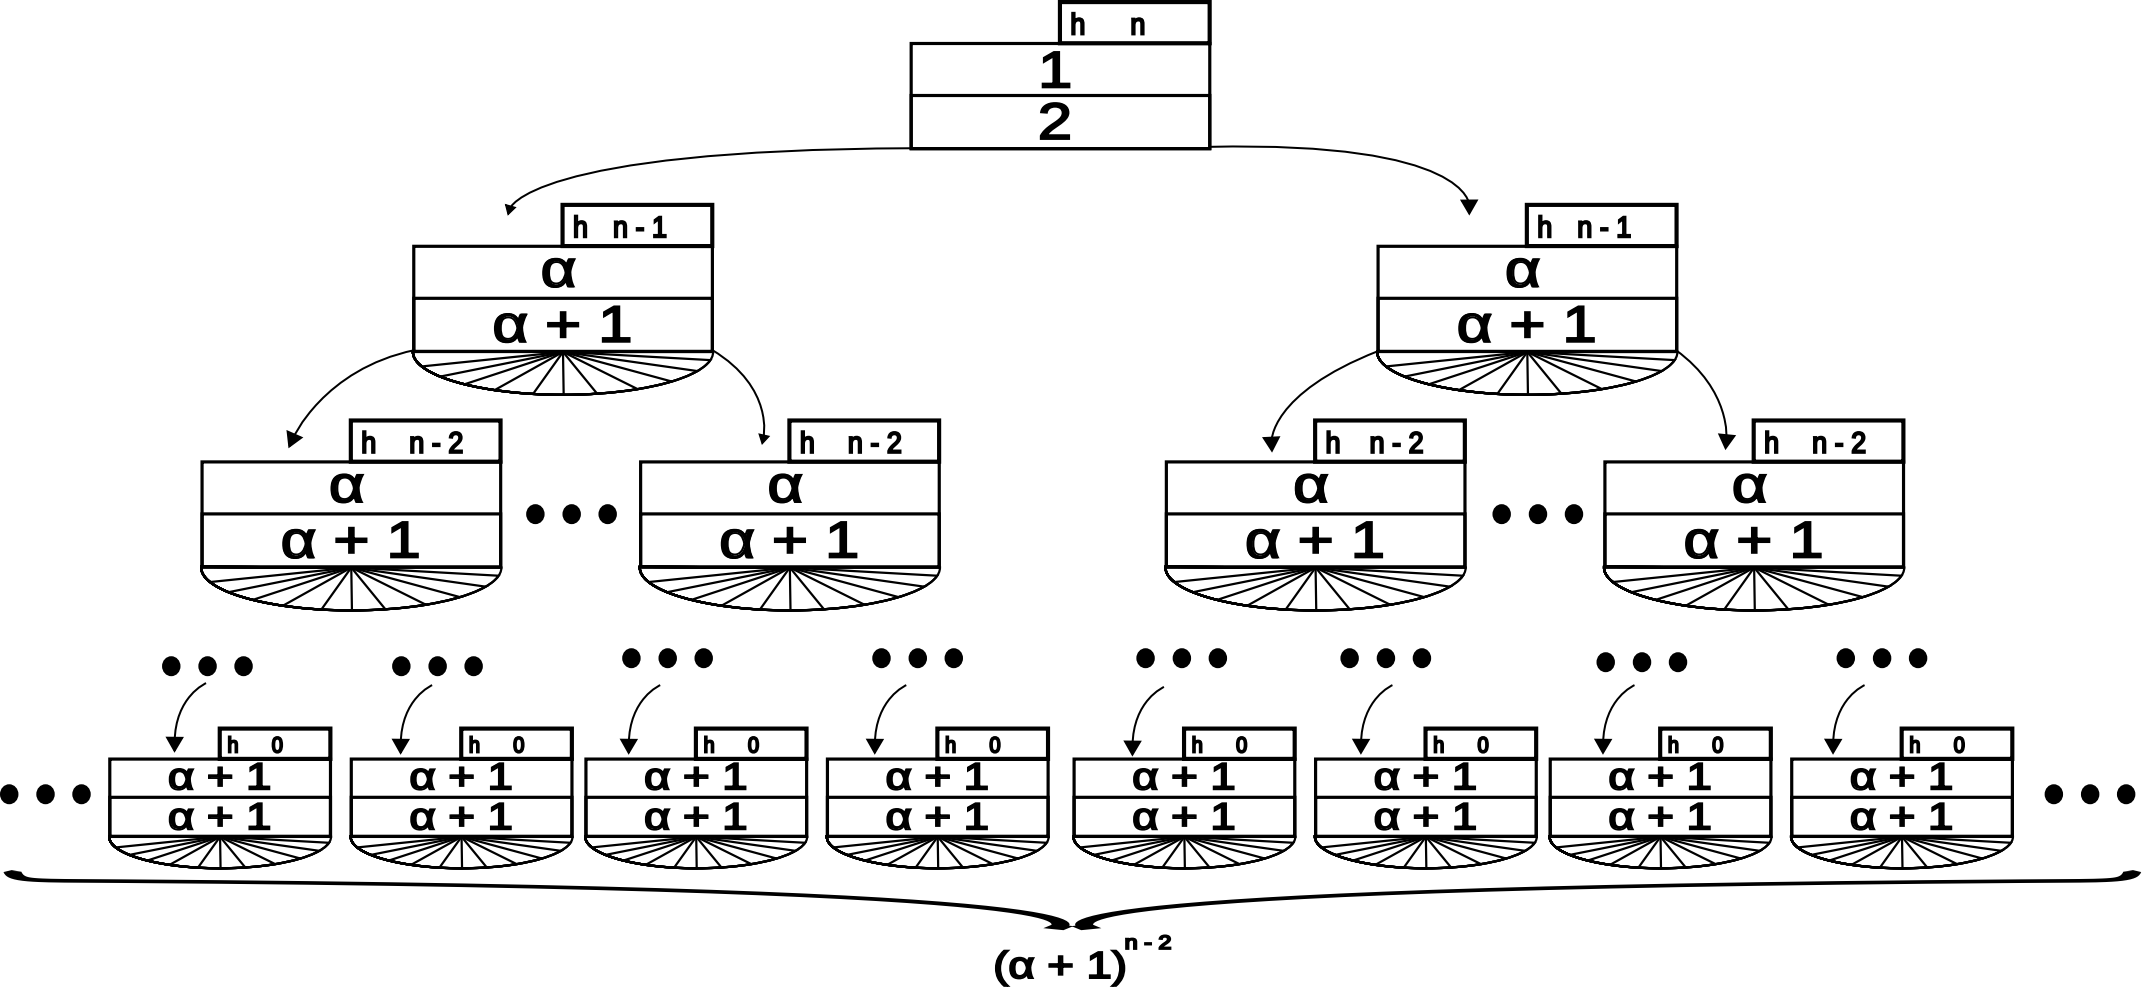 h n
1
2
h n-1
α
α + 1
h n-1
α
α + 1
h n-2
α
α + 1
h n-2
α
α + 1
h n-2
α
α + 1
h n-2
α
α + 1
h 0
α + 1
α + 1
h 0
α + 1
α + 1
h 0
α + 1
α + 1
h 0
α + 1
α + 1
h 0
α + 1
α + 1
h 0
α + 1
α + 1
h 0
α + 1
α + 1
h 0
α + 1
α + 1
(α + 1)^n-2